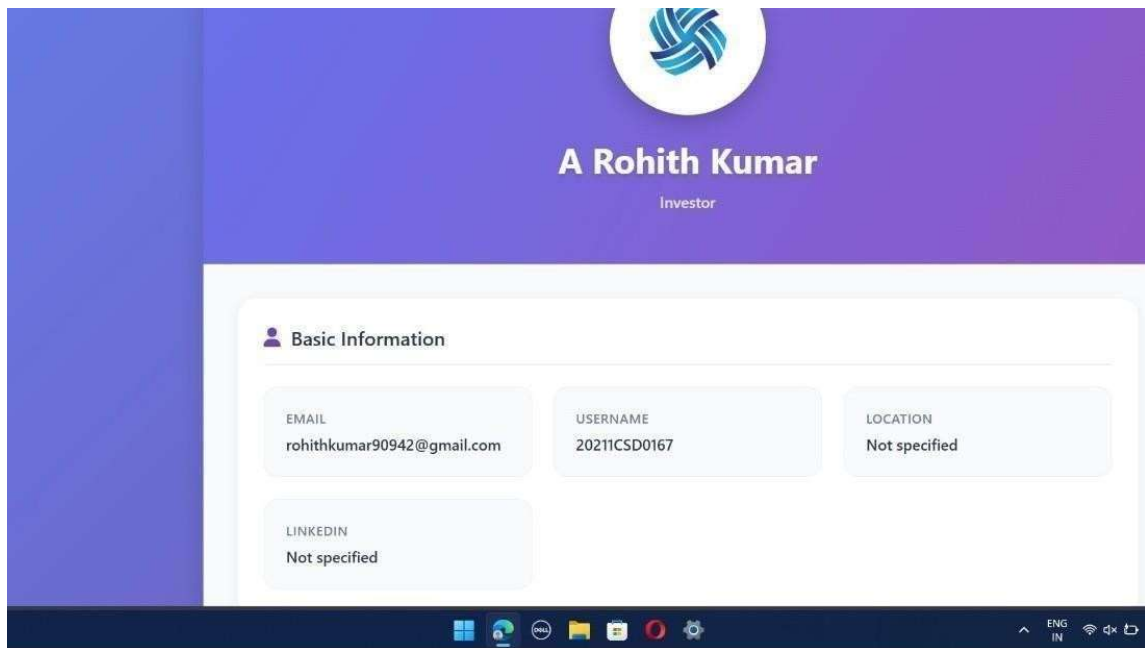 A Rohith Kumar
Investor
Basic Information
EMAIL
rohithkumar90942@gmail.com
USERNAME
20211CSD0167
LOCATION
Not specified
LINKEDIN
Not specified
DELL
ENG
IN